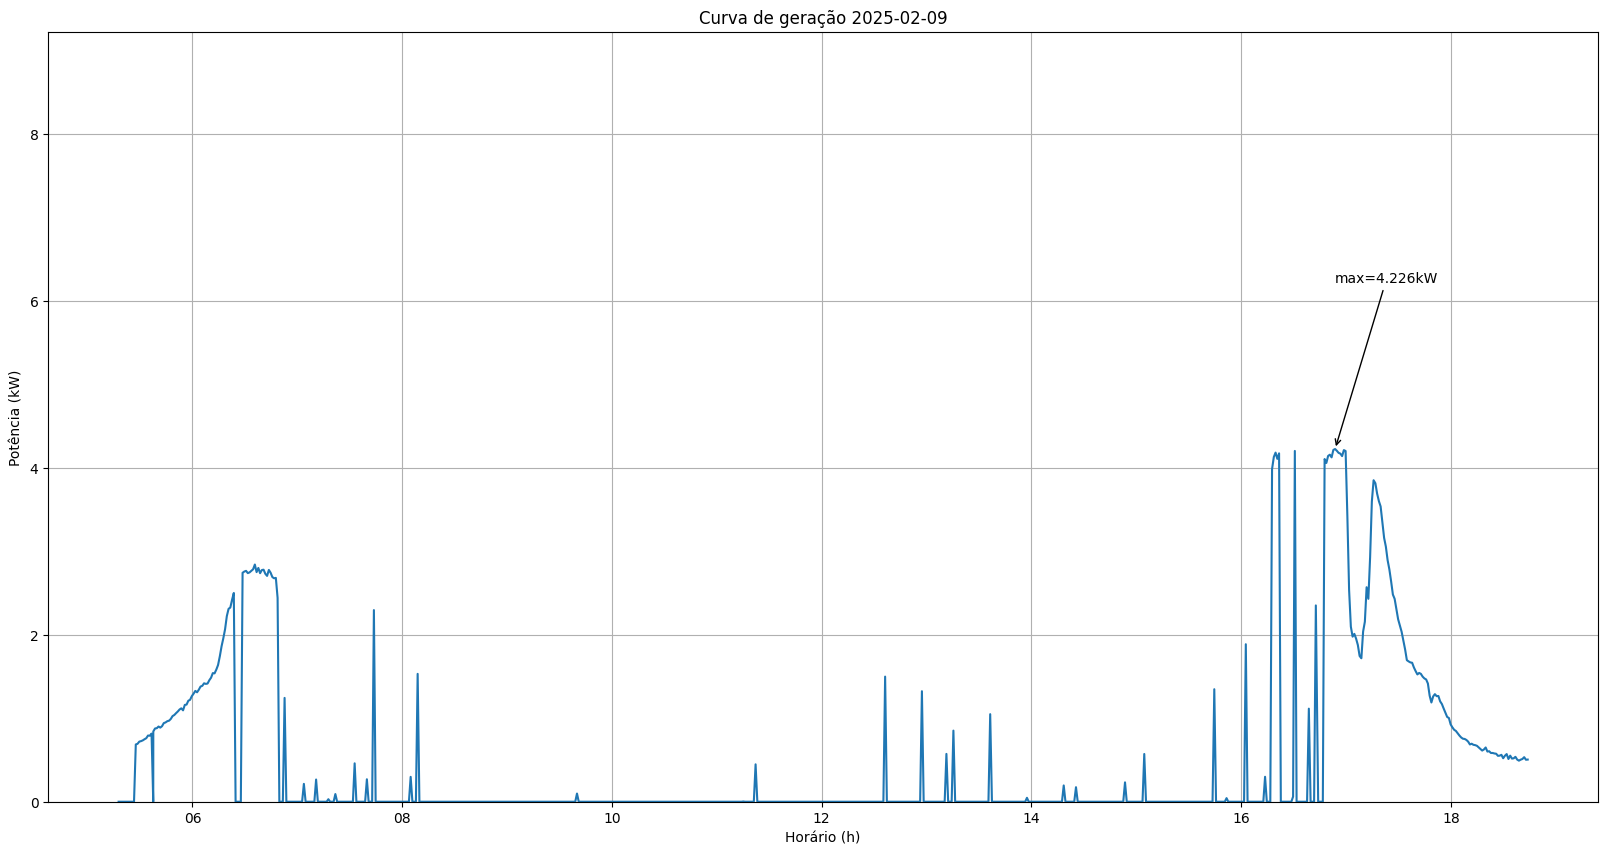 Curva de geração 2025-02-09
8
6
4
2
0
Potência (kW)
max=4.226kW
06 08 10 12 14 16 18
Horário (h)